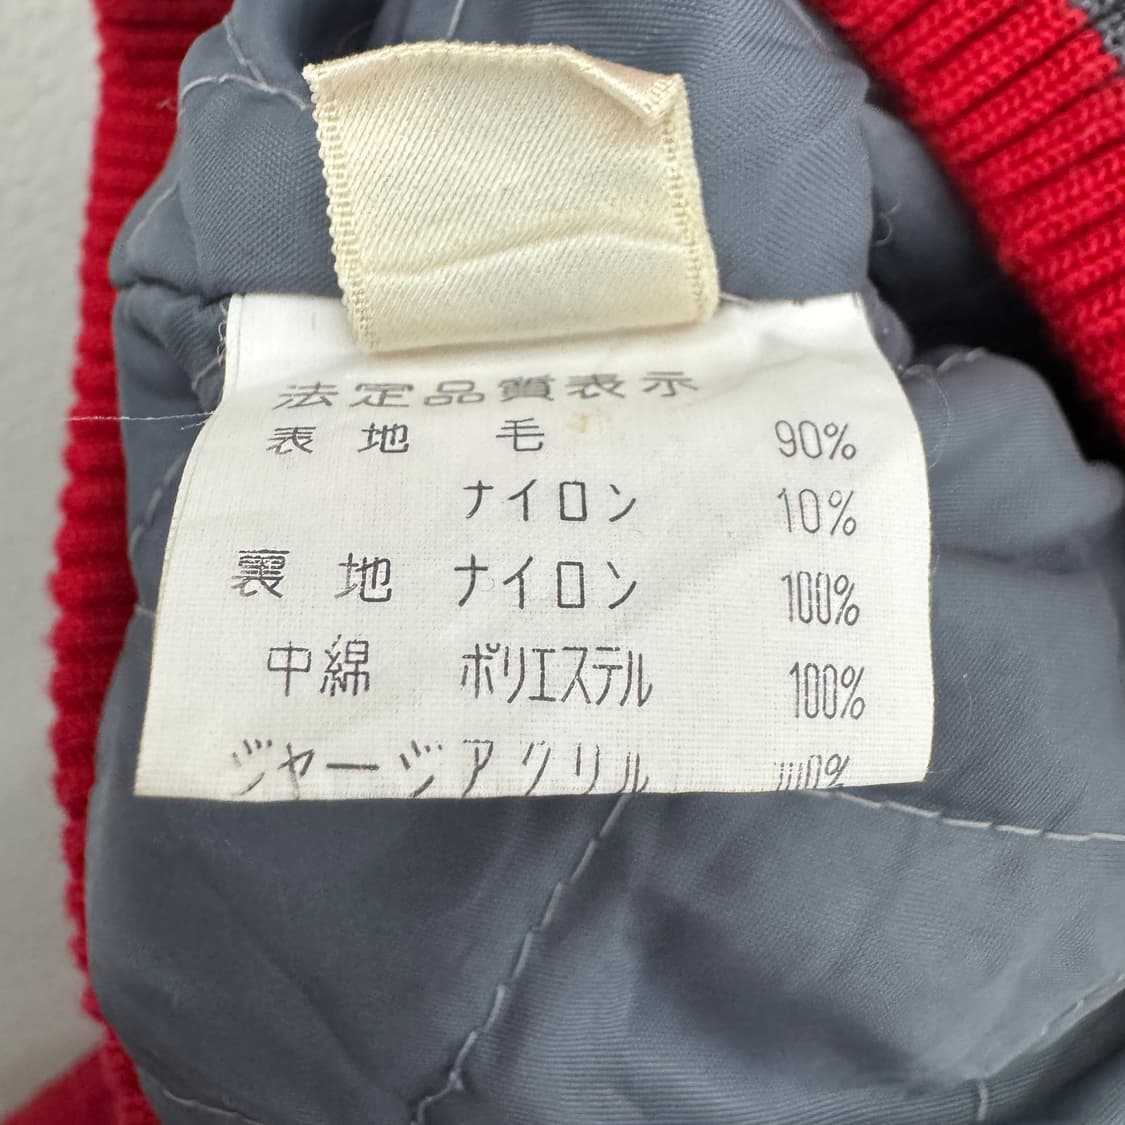 法定品質表示
表地 毛 90%
ナイロン 10%
裏地 ナイロン 100%
中綿 ポリエステル 100%
ジャージアクリル